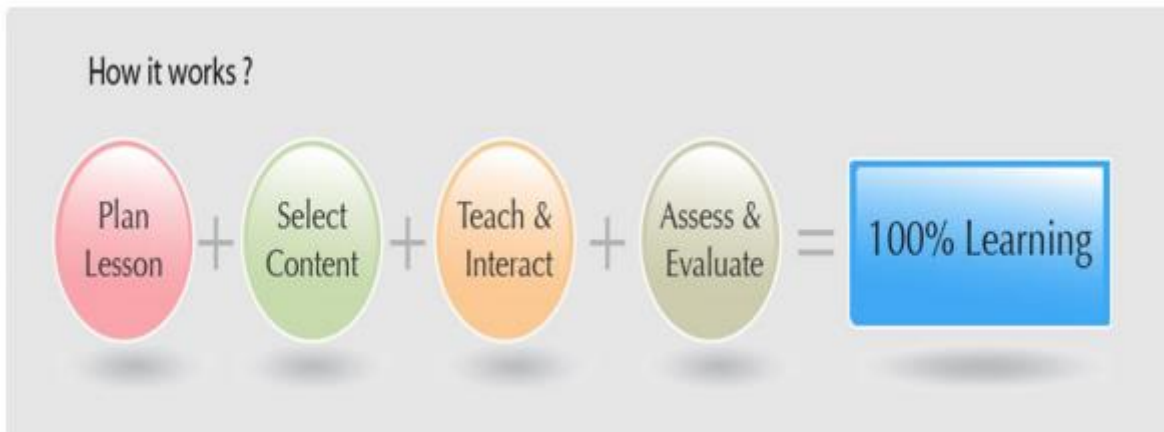 How it works ?
Plan
Lesson
+
Select
Content
+
Teach &
Interact
+
Assess &
Evaluate
=
100% Learning